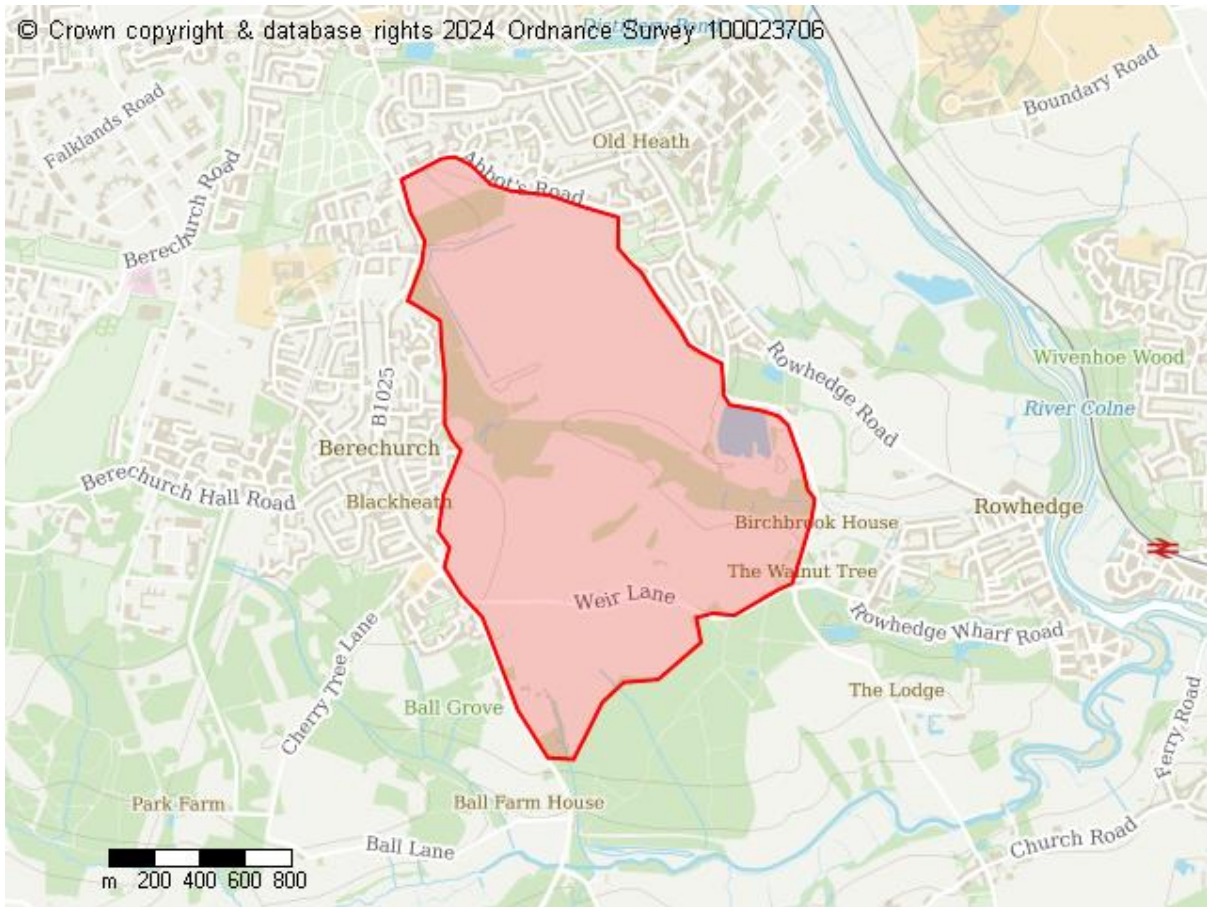 © Crown copyright & database rights 2024 Ordnance Survey 100023706
Distillery Pond
Boundary Road
Falklands Road
Old Heath
Abbot's Road
Berechurch Road
Rowhedge Road
Wivenhoe Wood
B1025
River Colne
Berechurch
Berechurch Hall Road
Blackheath
Rowhedge
Birchbrook House
The Walnut Tree
Weir Lane
Rowhedge Wharf Road
Cherry Tree Lane
The Lodge
Ball Grove
Ferry Road
Park Farm
Ball Farm House
Ball Lane
Church Road
m 200 400 600 800